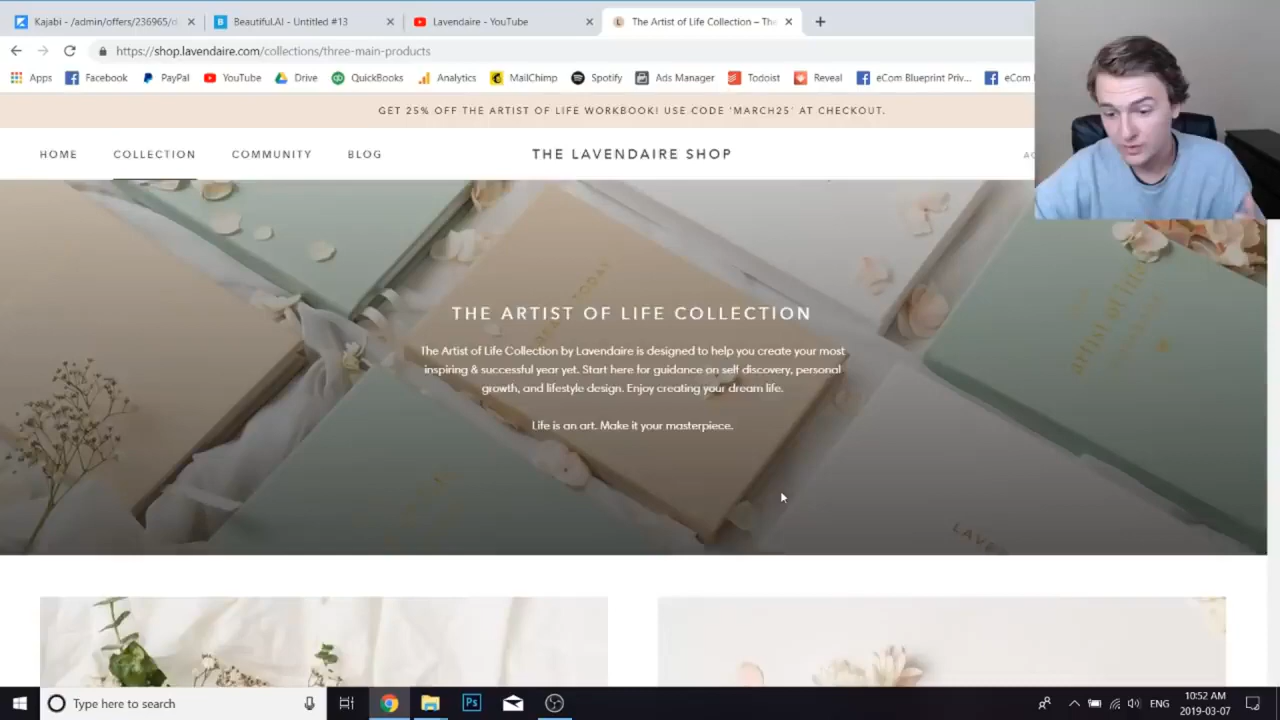 Kajabi - /admin/offers/236965/d
Beautiful.AI - Untitled #13
Lavendaire - YouTube
The Artist of Life Collection – The
https://shop.lavendaire.com/collections/three-main-products
Apps
Facebook
PayPal
YouTube
Drive
QuickBooks
Analytics
MailChimp
Spotify
Ads Manager
Todoist
Reveal
eCom Blueprint Priv...
eCom
GET 25% OFF THE ARTIST OF LIFE WORKBOOK! USE CODE 'MARCH25' AT CHECKOUT.
HOME
COLLECTION
COMMUNITY
BLOG
THE LAVENDAIRE SHOP
THE ARTIST OF LIFE COLLECTION
The Artist of Life Collection by Lavendaire is designed to help you create your most
inspiring & successful year yet. Start here for guidance on self discovery, personal
growth, and lifestyle design. Enjoy creating your dream life.
Life is an art. Make it your masterpiece.
artist of life
TODAY
Type here to search
Ps
ENG
10:52 AM
2019-03-07